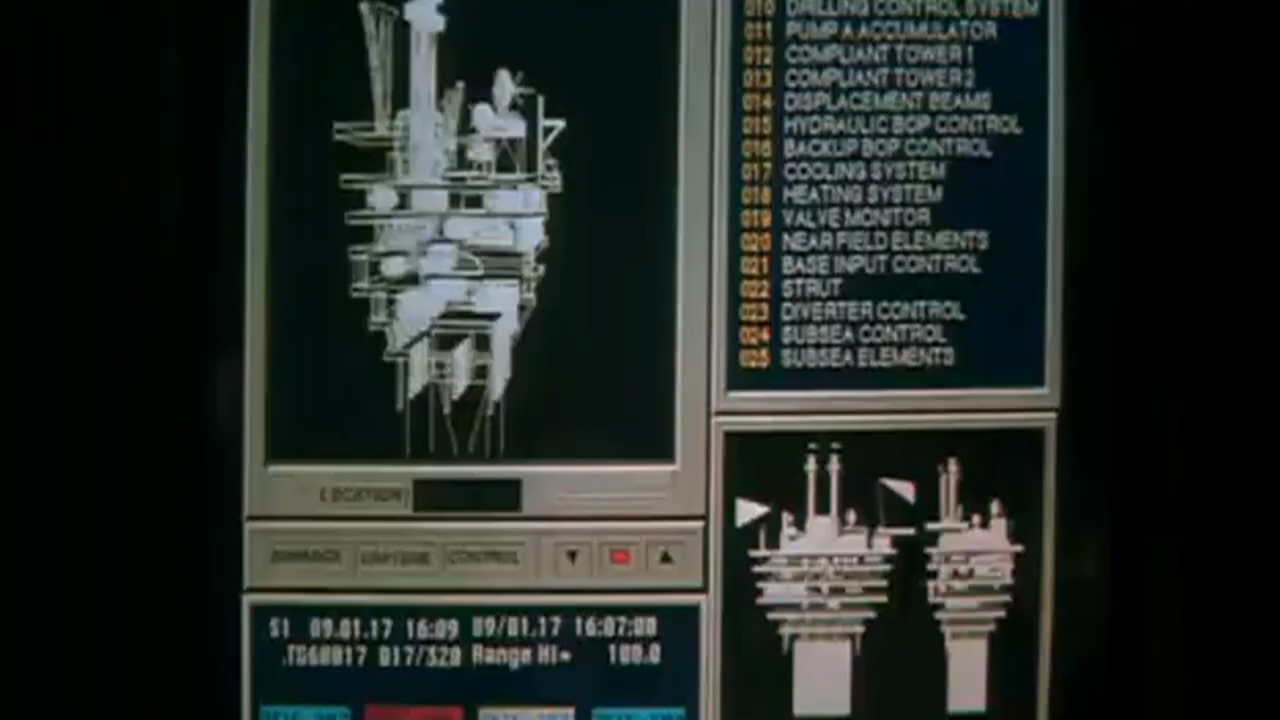 010 DRILLING CONTROL SYSTEM
011 PUMP A ACCUMULATOR
012 COMPLIANT TOWER 1
013 COMPLIANT TOWER 2
014 DISPLACEMENT BEAMS
015 HYDRAULIC BOP CONTROL
016 BACKUP BOP CONTROL
017 COOLING SYSTEM
018 HEATING SYSTEM
019 VALVE MONITOR
020 NEAR FIELD ELEMENTS
021 BASE INPUT CONTROL
022 STRUT
023 DIVERTER CONTROL
024 SUBSEA CONTROL
025 SUBSEA ELEMENTS
LOCATION
CONTROL
S1 09.01.17 16:09 09/01.17 16:07:00
017/320 Range HI= 100.0